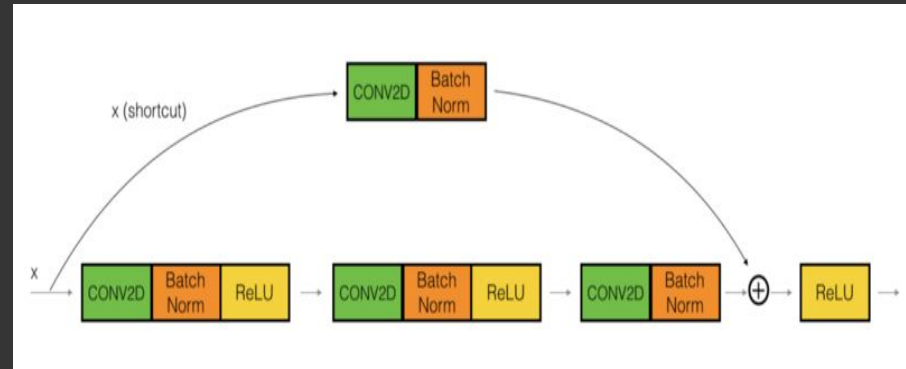 CONV2D
Batch
Norm
x (shortcut)
x
CONV2D
Batch
Norm
ReLU
CONV2D
Batch
Norm
ReLU
CONV2D
Batch
Norm
+
ReLU